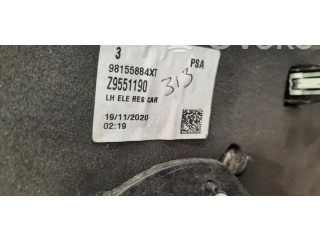 3
PSA
98155884XT
Z9551190
313
LH ELE RES CAR
19/11/2020
02:19